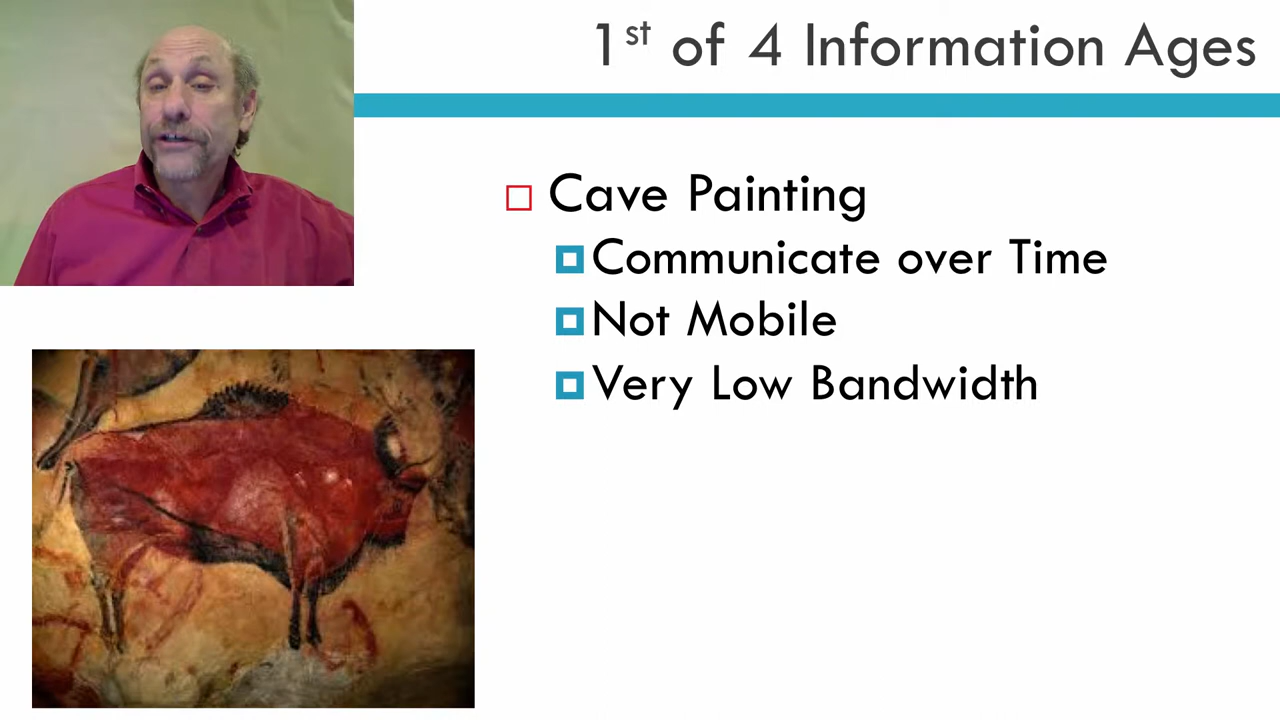 1st of 4 Information Ages
Cave Painting
Communicate over Time
Not Mobile
Very Low Bandwidth